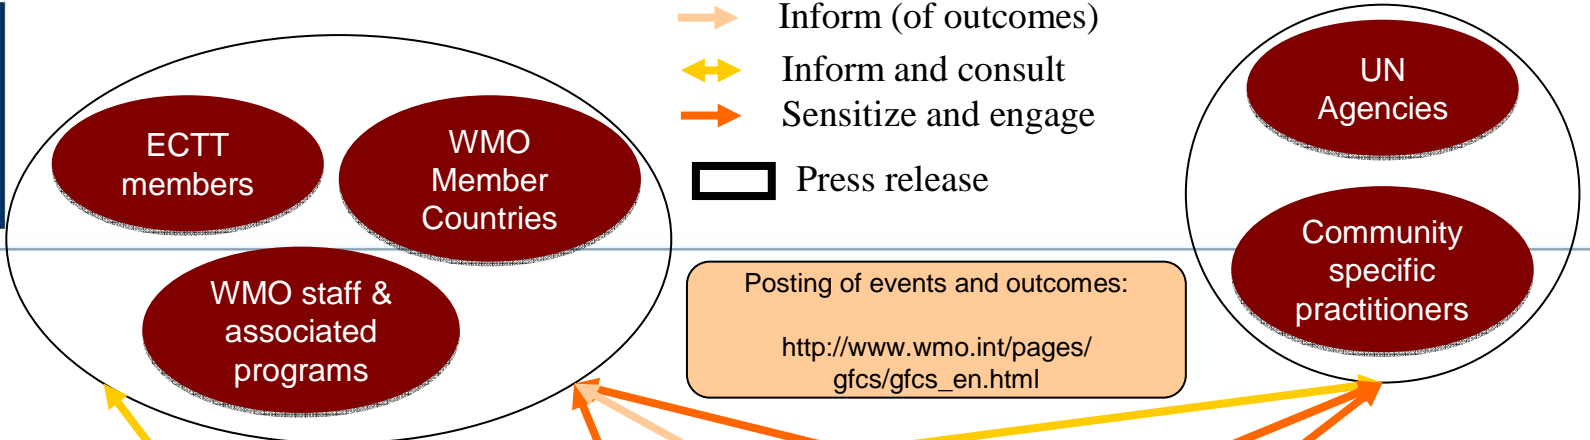 Inform (of outcomes)
Inform and consult
Sensitize and engage
Press release
ECTT
members
WMO
Member
Countries
WMO staff &
associated
programs
Posting of events and outcomes:
http://www.wmo.int/pages/
gfcs/gfcs_en.html
UN
Agencies
Community
specific
practitioners